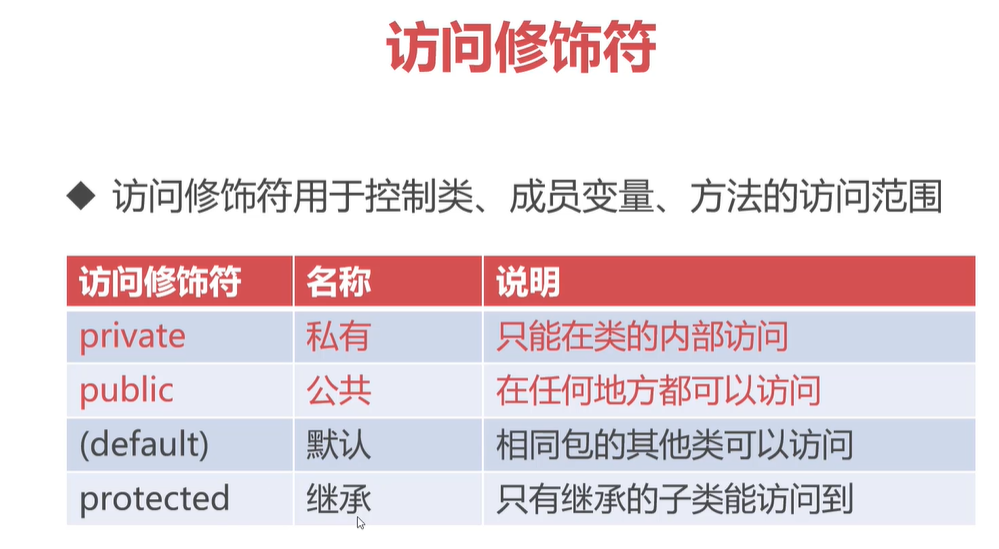 访问修饰符
◆ 访问修饰符用于控制类、成员变量、方法的访问范围
访问修饰符 名称 说明
private 私有 只能在类的内部访问
public 公共 在任何地方都可以访问
(default) 默认 相同包的其他类可以访问
protected 继承 只有继承的子类能访问到